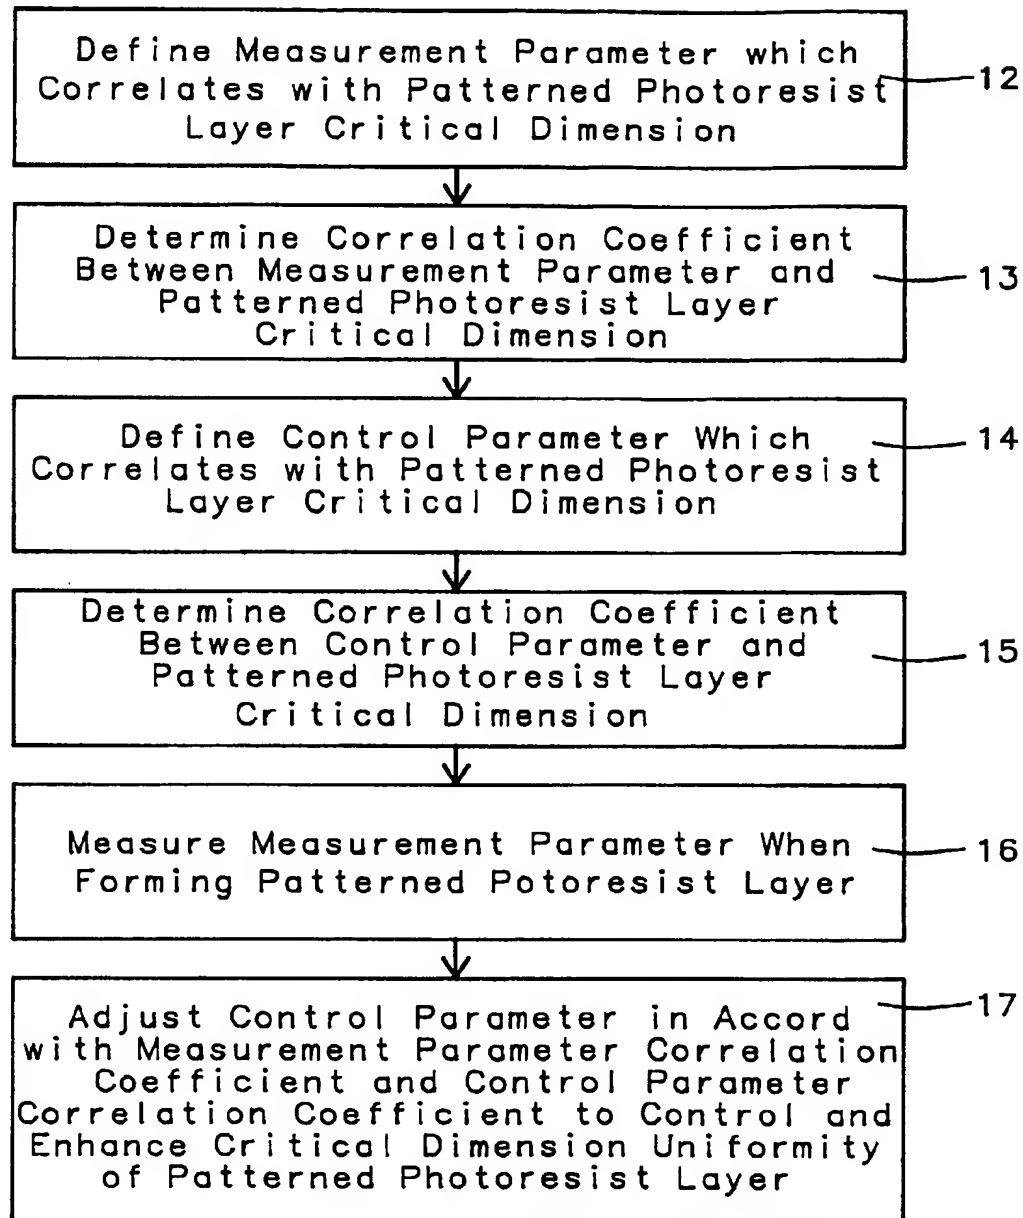 Define Measurement Parameter which
Correlates with Patterned Photoresist
Layer Critical Dimension
12
Determine Correlation Coefficient
Between Measurement Parameter and
Patterned Photoresist Layer
Critical Dimension
13
Define Control Parameter Which
Correlates with Patterned Photoresist
Layer Critical Dimension
14
Determine Correlation Coefficient
Between Control Parameter and
Patterned Photoresist Layer
Critical Dimension
15
Measure Measurement Parameter When
Forming Patterned Potoresist Layer
16
Adjust Control Parameter in Accord
with Measurement Parameter Correlation
Coefficient and Control Parameter
Correlation Coefficient to Control and
Enhance Critical Dimension Uniformity
of Patterned Photoresist Layer
17